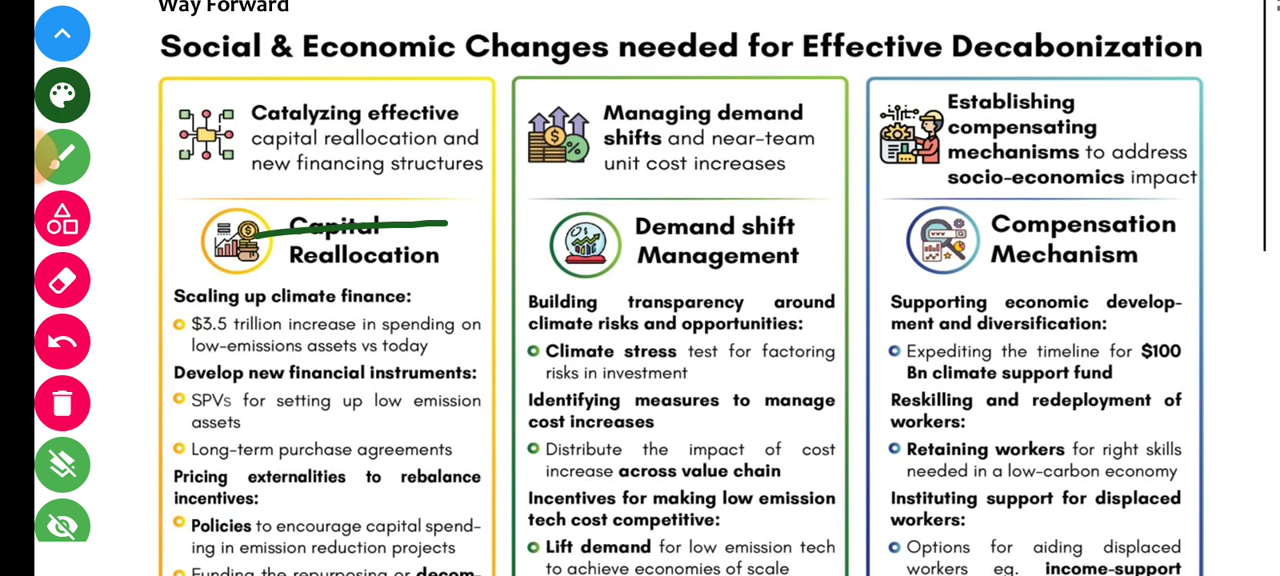 Way Forward
Social & Economic Changes needed for Effective Decabonization
Catalyzing effective
capital reallocation and
new financing structures
Capital
Reallocation
Scaling up climate finance:
$3.5 trillion increase in spending on
low-emissions assets vs today
Develop new financial instruments:
SPVs for setting up low emission
assets
Long-term purchase agreements
Pricing externalities to rebalance
incentives:
Policies to encourage capital spend-
ing in emission reduction projects
Funding the repurposing or decom-
Managing demand
shifts and near-team
unit cost increases
Demand shift
Management
Building transparency around
climate risks and opportunities:
Climate stress test for factoring
risks in investment
Identifying measures to manage
cost increases
Distribute the impact of cost
increase across value chain
Incentives for making low emission
tech cost competitive:
Lift demand for low emission tech
to achieve economies of scale
Establishing
compensating
mechanisms to address
socio-economics impact
Compensation
Mechanism
Supporting economic develop-
ment and diversification:
Expediting the timeline for $100
Bn climate support fund
Reskilling and redeployment of
workers:
Retaining workers for right skills
needed in a low-carbon economy
Instituting support for displaced
workers:
Options for aiding displaced
workers eg. income-support